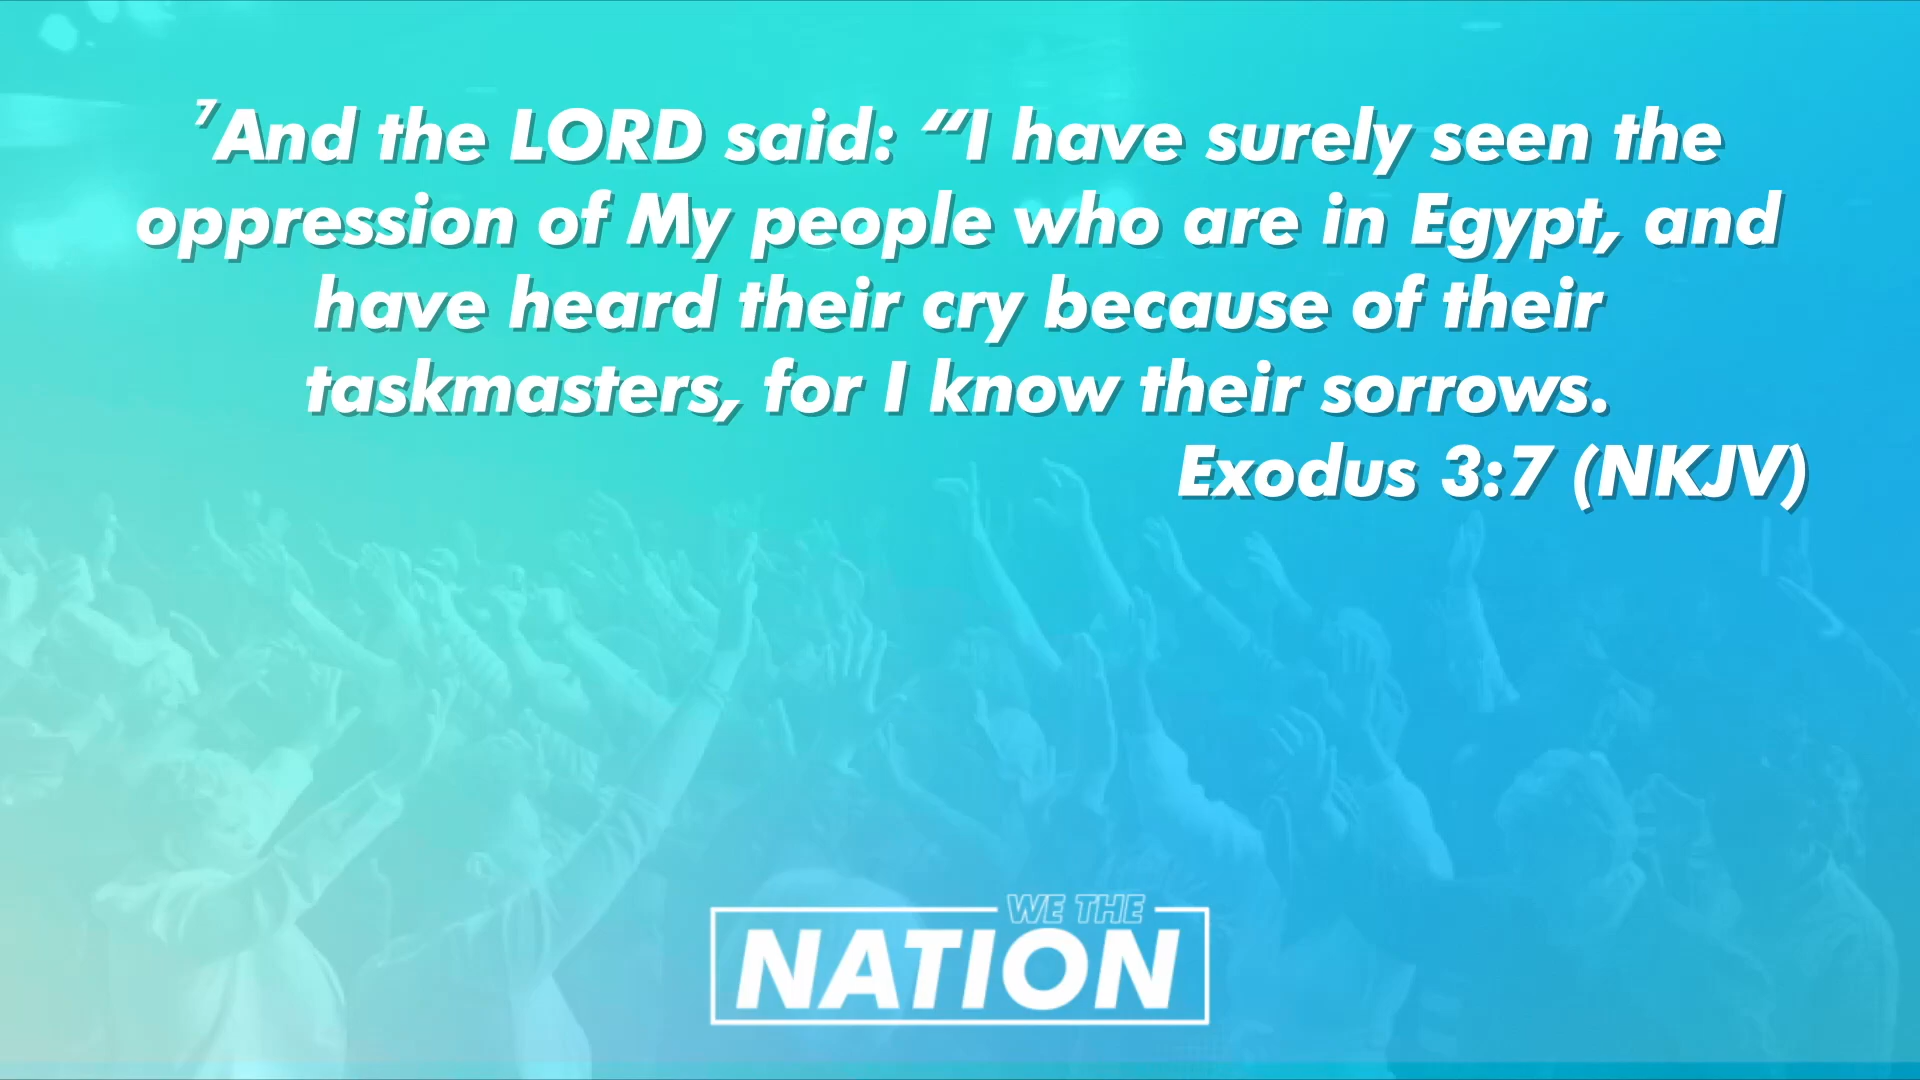 ⁷And the LORD said: “I have surely seen the
oppression of My people who are in Egypt, and
have heard their cry because of their
taskmasters, for I know their sorrows.
Exodus 3:7 (NKJV)
WE THE
NATION